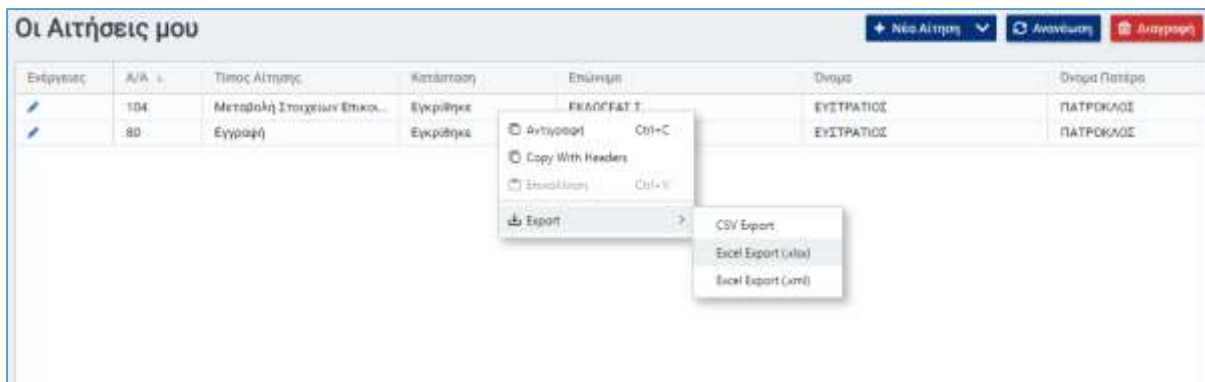 Οι Αιτήσεις μου
+ Νέα Αίτηση Ανανέωση Διαγραφή
Ενέργειες Α/Α Τύπος Αίτησης Κατάσταση Επώνυμο Όνομα Όνομα Πατέρα
104 Μεταβολή Στοιχείων Επικοι... Εγκρίθηκε ΕΥΣΤΡΑΤΙΟΣ ΠΑΤΡΟΚΛΟΣ
80 Εγγραφή Εγκρίθηκε ΕΥΣΤΡΑΤΙΟΣ ΠΑΤΡΟΚΛΟΣ
Αντιγραφή Ctrl+C
Copy With Headers
Επικόλληση Ctrl+V
Export
CSV Export
Excel Export (.xlsx)
Excel Export (.xml)